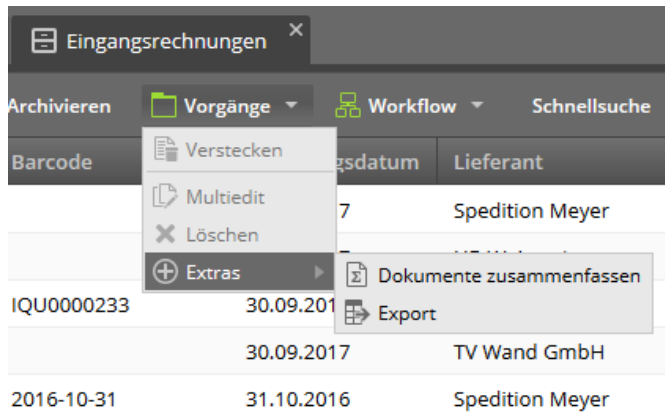 Eingangsrechnungen
Archivieren Vorgänge Workflow Schnellsuche
Barcode Verstecken gsdatum Lieferant
Multiedit 7 Spedition Meyer
Löschen
Extras Dokumente zusammenfassen
IQU0000233 30.09.201 Export
30.09.2017 TV Wand GmbH
2016-10-31 31.10.2016 Spedition Meyer